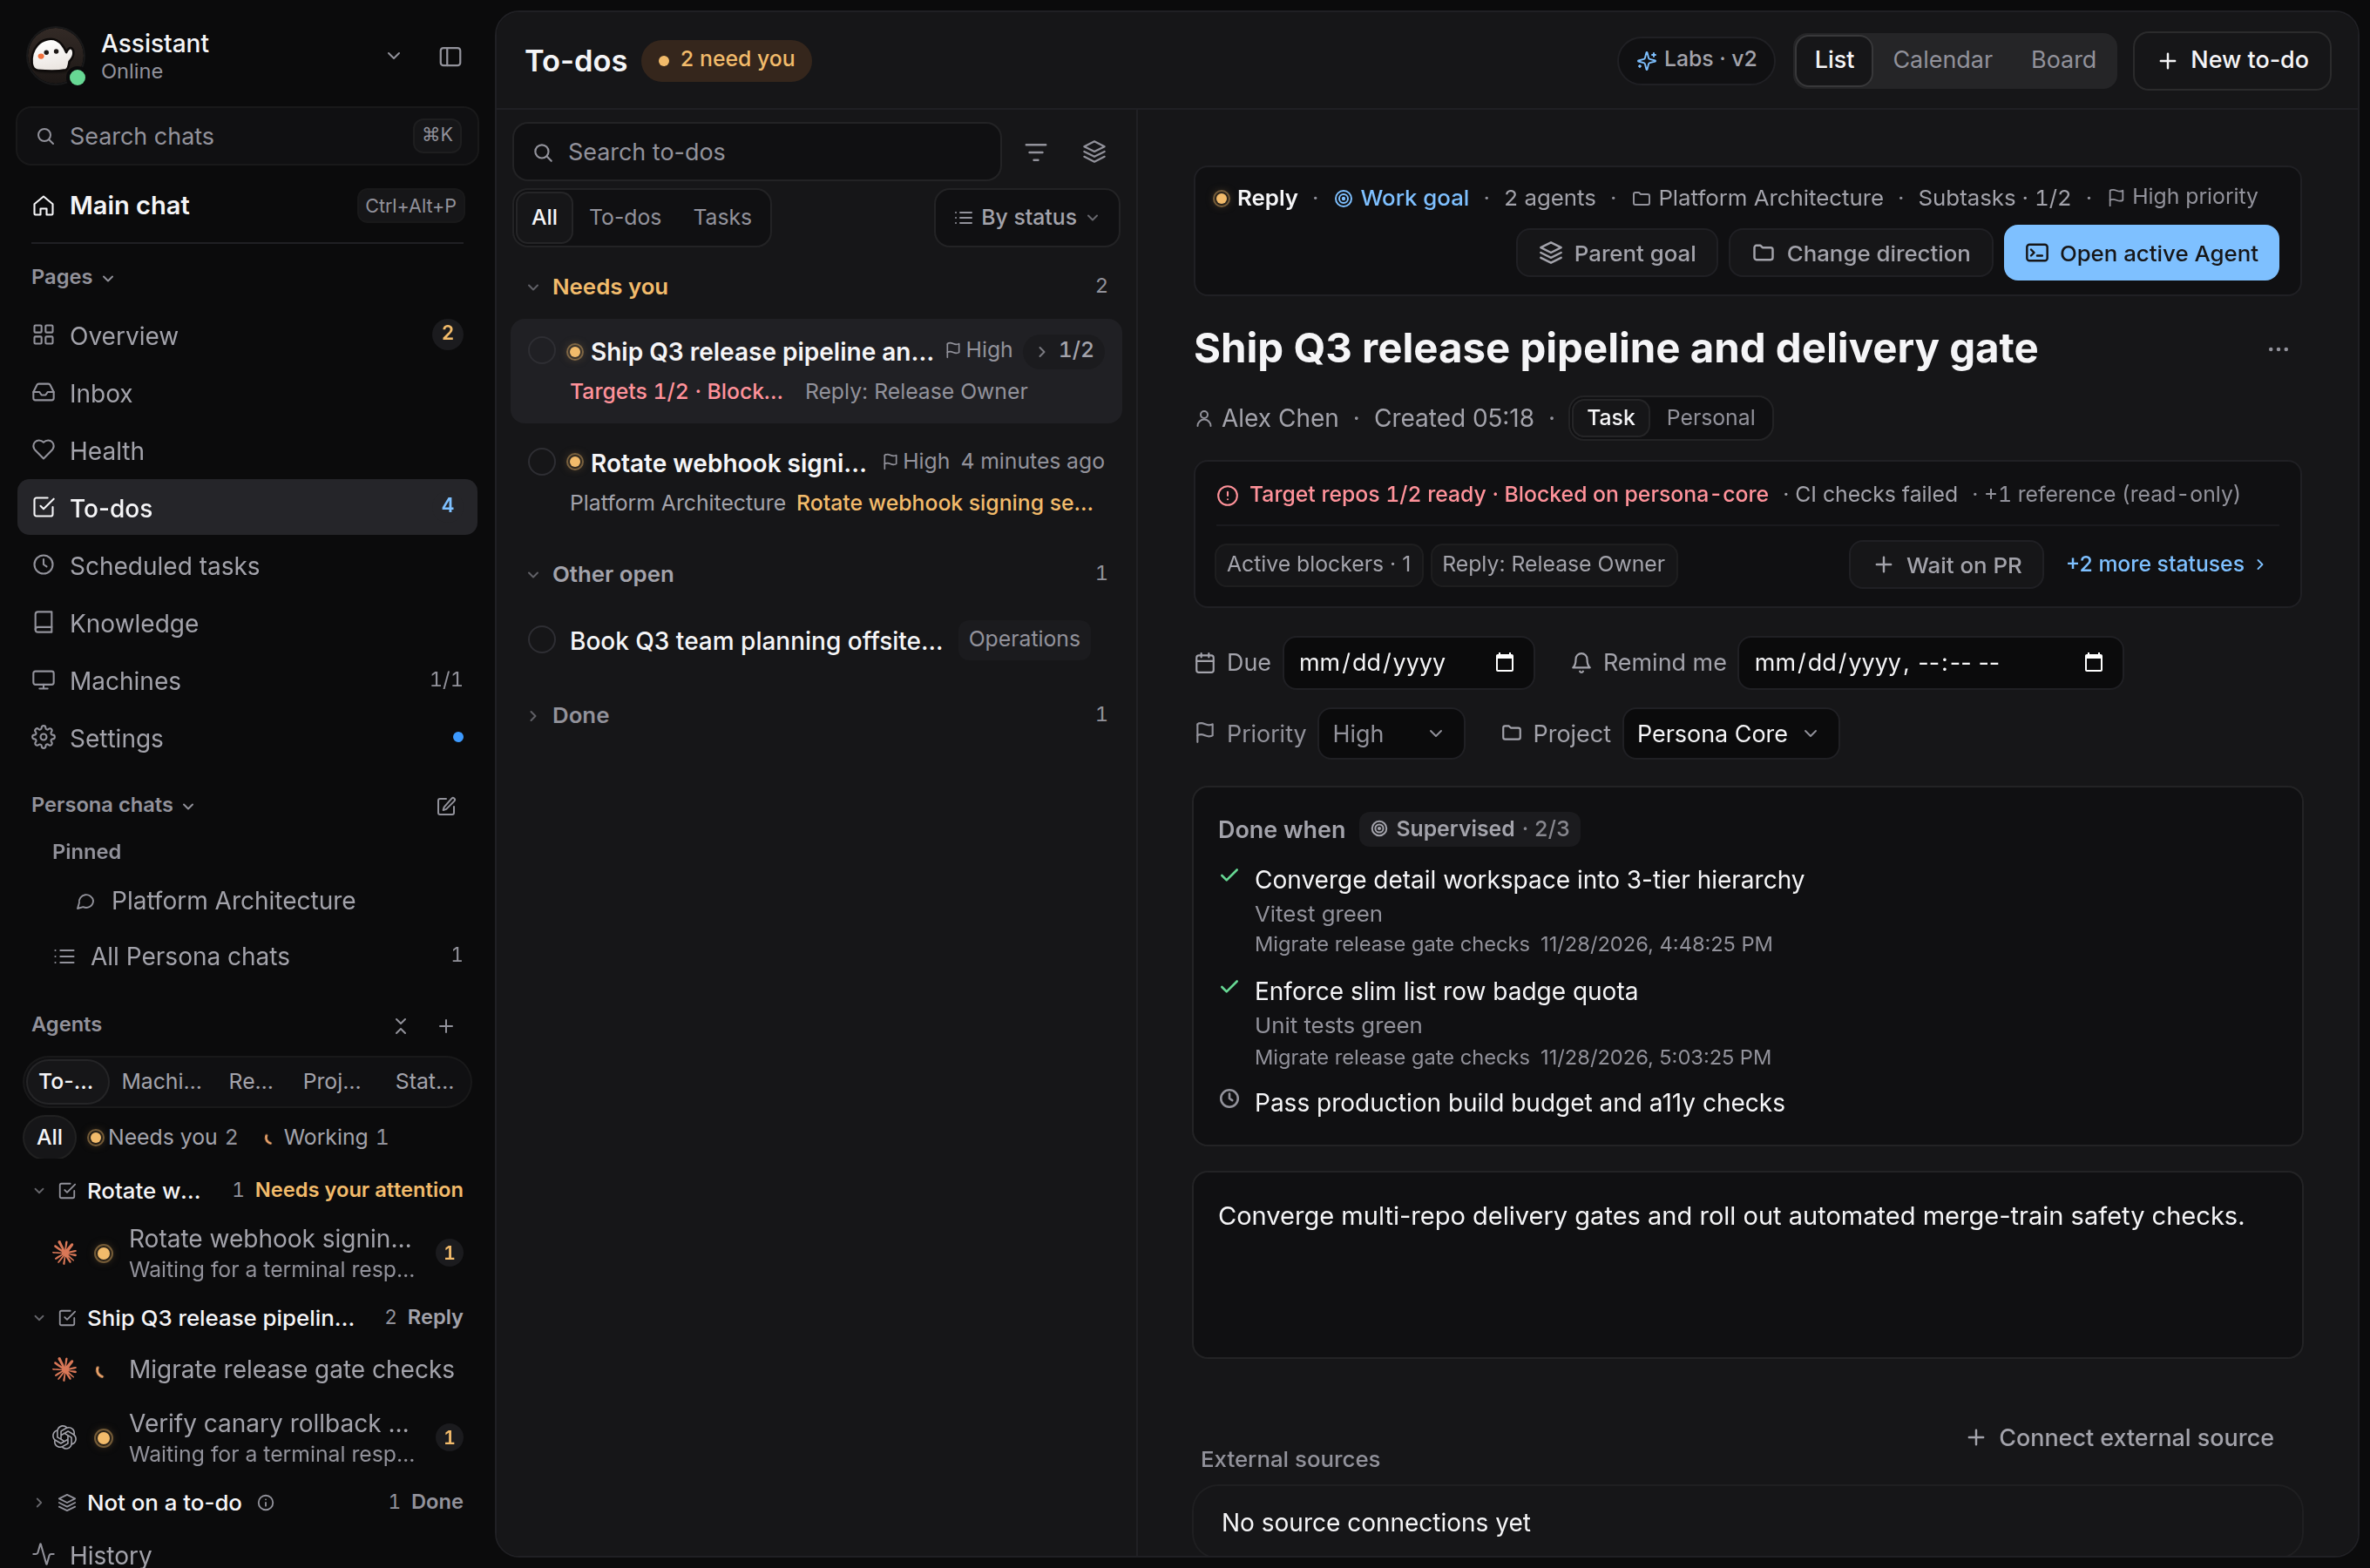 Assistant
Online
Search chats
⌘K
Main chat
Ctrl+Alt+P
Pages
Overview
2
Inbox
Health
To-dos
4
Scheduled tasks
Knowledge
Machines
1/1
Settings
Persona chats
Pinned
Platform Architecture
All Persona chats
1
Agents
To-... Machi... Re... Proj... Stat...
All Needs you 2 Working 1
Rotate w... 1 Needs your attention
Rotate webhook signin...
1
Waiting for a terminal resp...
Ship Q3 release pipelin... 2 Reply
Migrate release gate checks
Verify canary rollback ...
1
Waiting for a terminal resp...
Not on a to-do 1 Done
History
To-dos
2 need you
Labs · v2
List Calendar Board
New to-do
Search to-dos
All To-dos Tasks
By status
Needs you 2
Ship Q3 release pipeline an... High 1/2
Targets 1/2 · Block... Reply: Release Owner
Rotate webhook signi... High 4 minutes ago
Platform Architecture Rotate webhook signing se...
Other open 1
Book Q3 team planning offsite... Operations
Done 1
Reply · Work goal · 2 agents · Platform Architecture · Subtasks · 1/2 · High priority
Parent goal Change direction Open active Agent
Ship Q3 release pipeline and delivery gate
Alex Chen · Created 05:18 · Task Personal
Target repos 1/2 ready · Blocked on persona-core · CI checks failed · +1 reference (read-only)
Active blockers · 1 Reply: Release Owner Wait on PR +2 more statuses
Due mm/dd/yyyy Remind me mm/dd/yyyy, --:-- --
Priority High Project Persona Core
Done when Supervised · 2/3
Converge detail workspace into 3-tier hierarchy
Vitest green
Migrate release gate checks 11/28/2026, 4:48:25 PM
Enforce slim list row badge quota
Unit tests green
Migrate release gate checks 11/28/2026, 5:03:25 PM
Pass production build budget and a11y checks
Converge multi-repo delivery gates and roll out automated merge-train safety checks.
Connect external source
External sources
No source connections yet